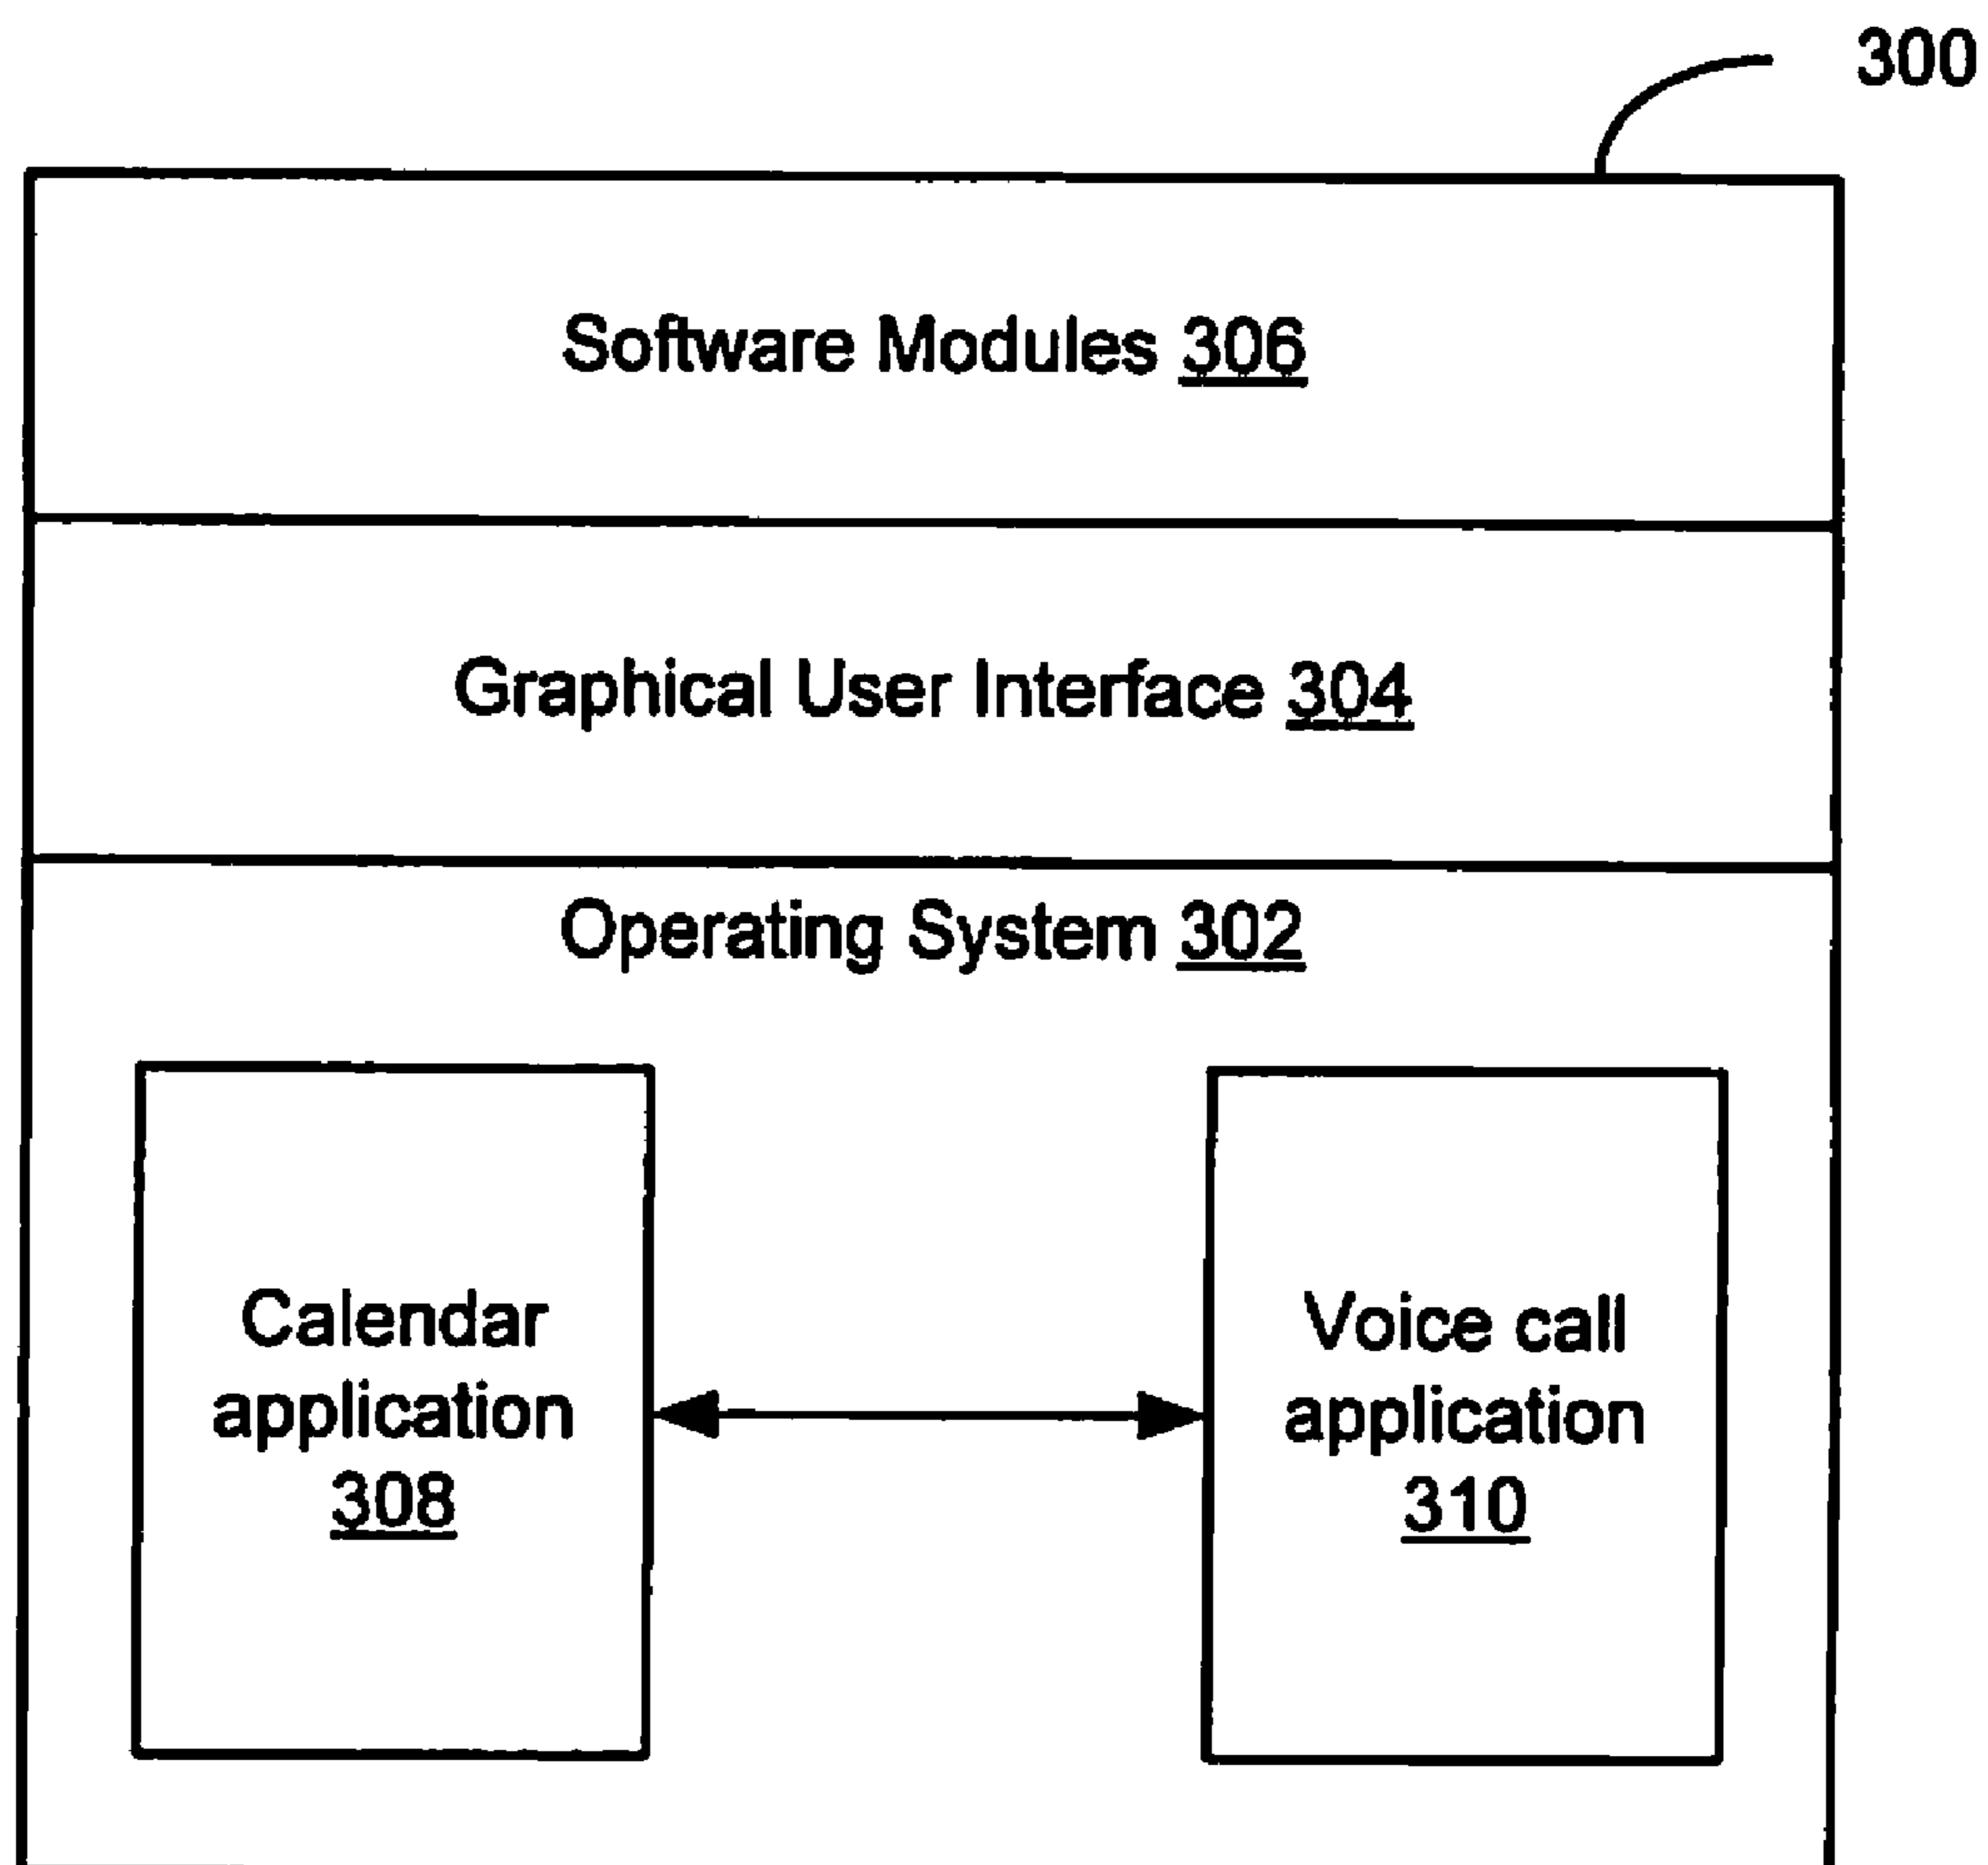 300
Software Modules 306
Graphical User Interface 304
Operating System 302
Calendar
application
308
Voice call
application
310